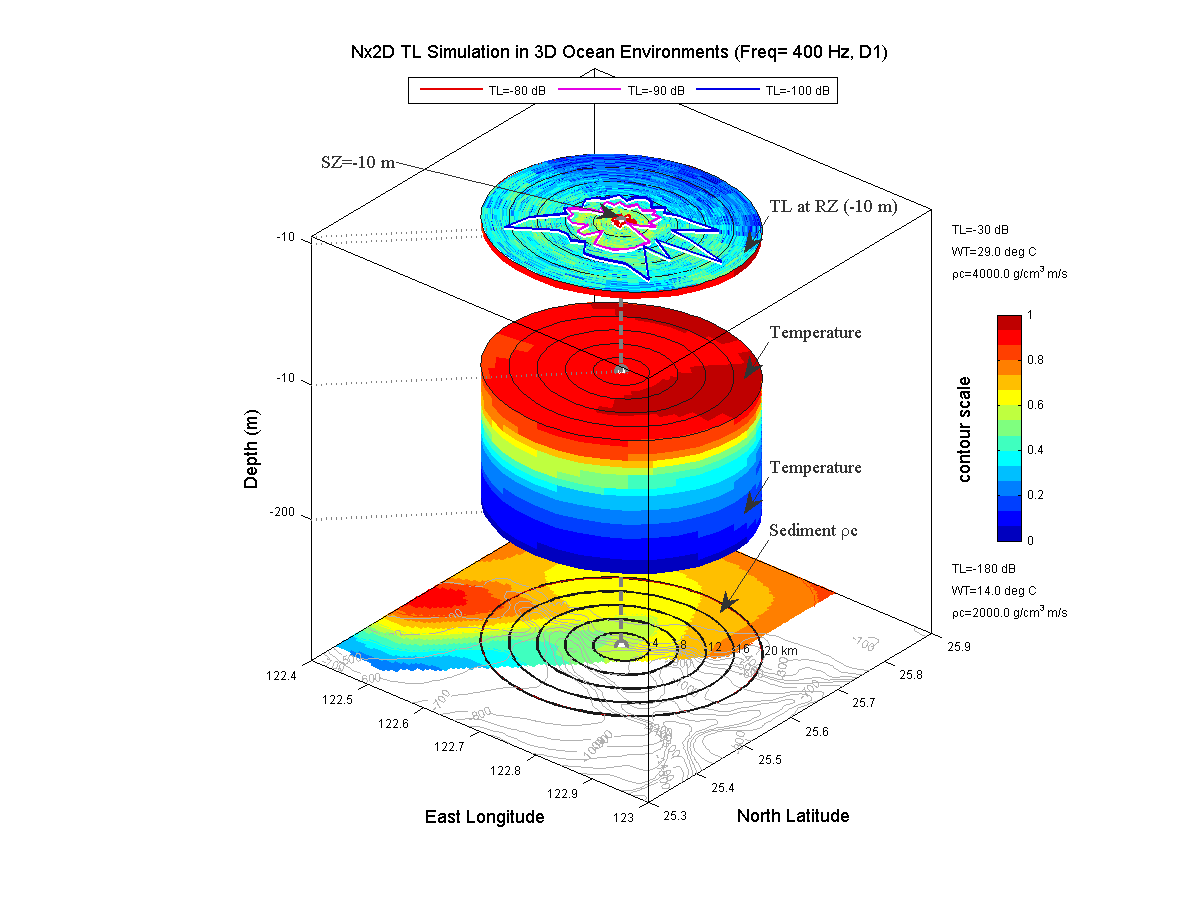 Nx2D TL Simulation in 3D Ocean Environments (Freq= 400 Hz, D1)
TL=-80 dB TL=-90 dB TL=-100 dB
SZ=-10 m
TL at RZ (-10 m)
TL=-30 dB
WT=29.0 deg C
ρc=4000.0 g/cm³ m/s
-10
-10
-200
Depth (m)
Temperature
Temperature
Sediment ρc
contour scale
1
0.8
0.6
0.4
0.2
0
TL=-180 dB
WT=14.0 deg C
ρc=2000.0 g/cm³ m/s
4 8 12 16 20 km
-100
122.4
122.5
122.6
122.7
122.8
122.9
123
East Longitude
25.3
25.4
25.5
25.6
25.7
25.8
25.9
North Latitude